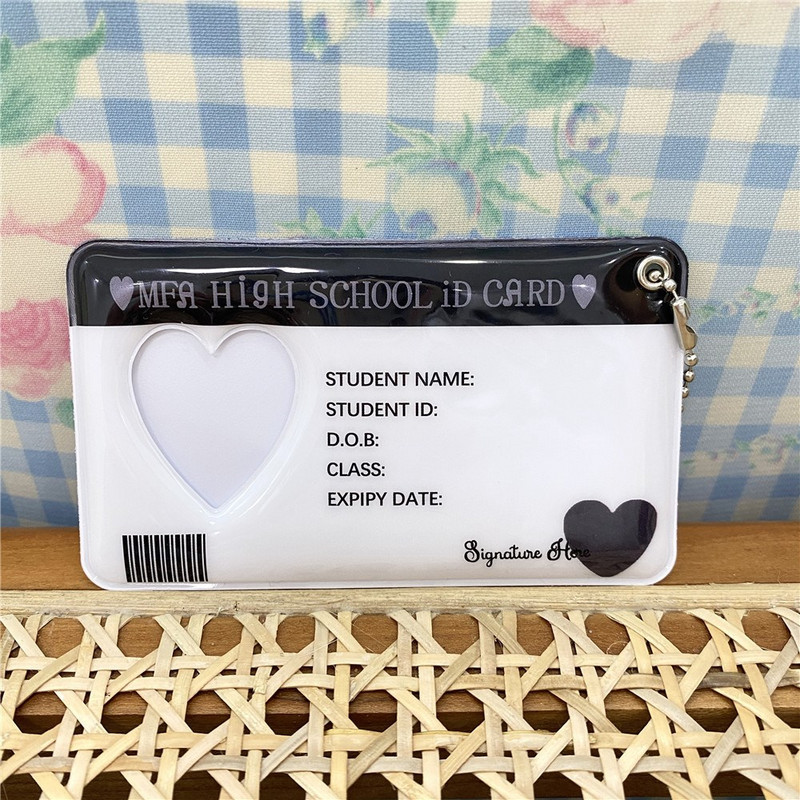 MFA HiGH SCHOOL iD CARD
STUDENT NAME:
STUDENT ID:
D.O.B:
CLASS:
EXPIPY DATE:
Signature Here